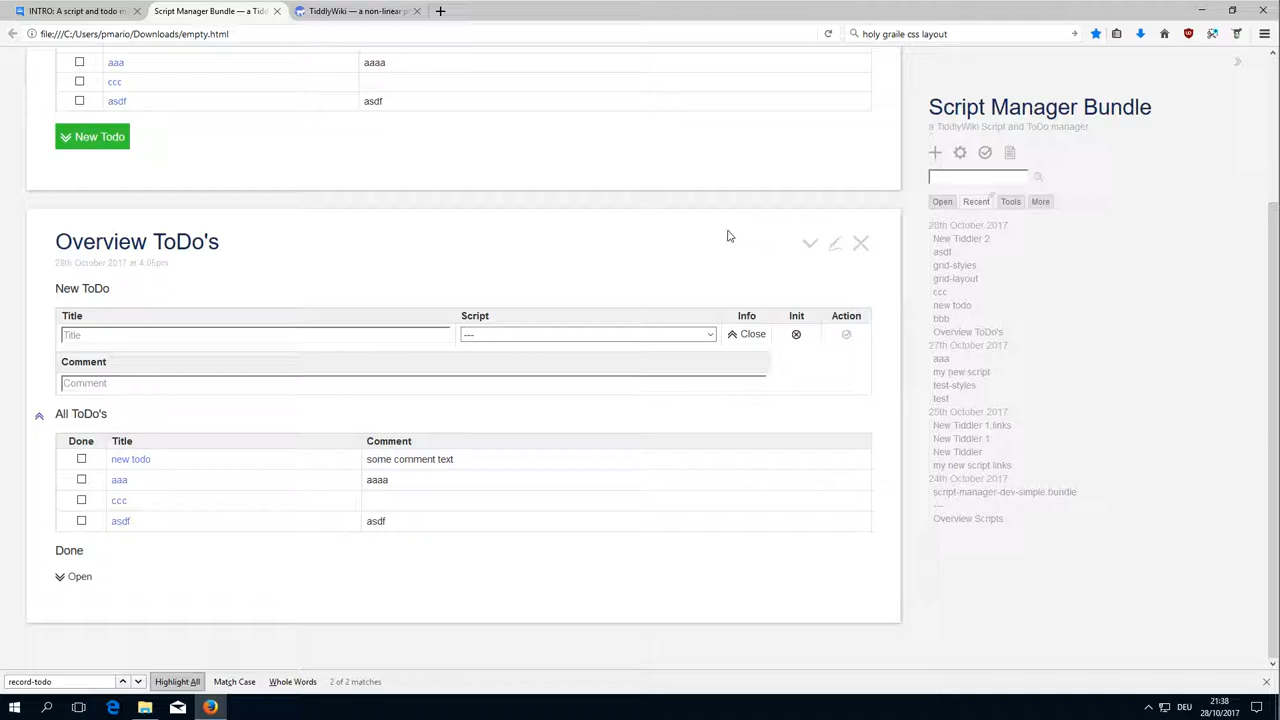 INTRO: A script and todo m
Script Manager Bundle — a Tidd
TiddlyWiki — a non-linear p
file:///C:/Users/pmario/Downloads/empty.html
holy graile css layout
aaa aaaa
ccc
asdf asdf
New Todo
Overview ToDo's
28th October 2017 at 4:05pm
New ToDo
Title Script Info Init Action
Title --- Close
Comment
Comment
All ToDo's
Done Title Comment
new todo some comment text
aaa aaaa
ccc
asdf asdf
Done
Open
Script Manager Bundle
a TiddlyWiki Script and ToDo manager
Open Recent Tools More
28th October 2017
New Tiddler 2
asdf
grid-styles
grid-layout
ccc
new todo
bbb
Overview ToDo's
27th October 2017
aaa
my new script
test-styles
test
25th October 2017
New Tiddler 1.links
New Tiddler 1
New Tiddler
my new script.links
24th October 2017
script-manager-dev-simple.bundle
---
Overview Scripts
record-todo Highlight All Match Case Whole Words 2 of 2 matches
DEU
21:38
28/10/2017